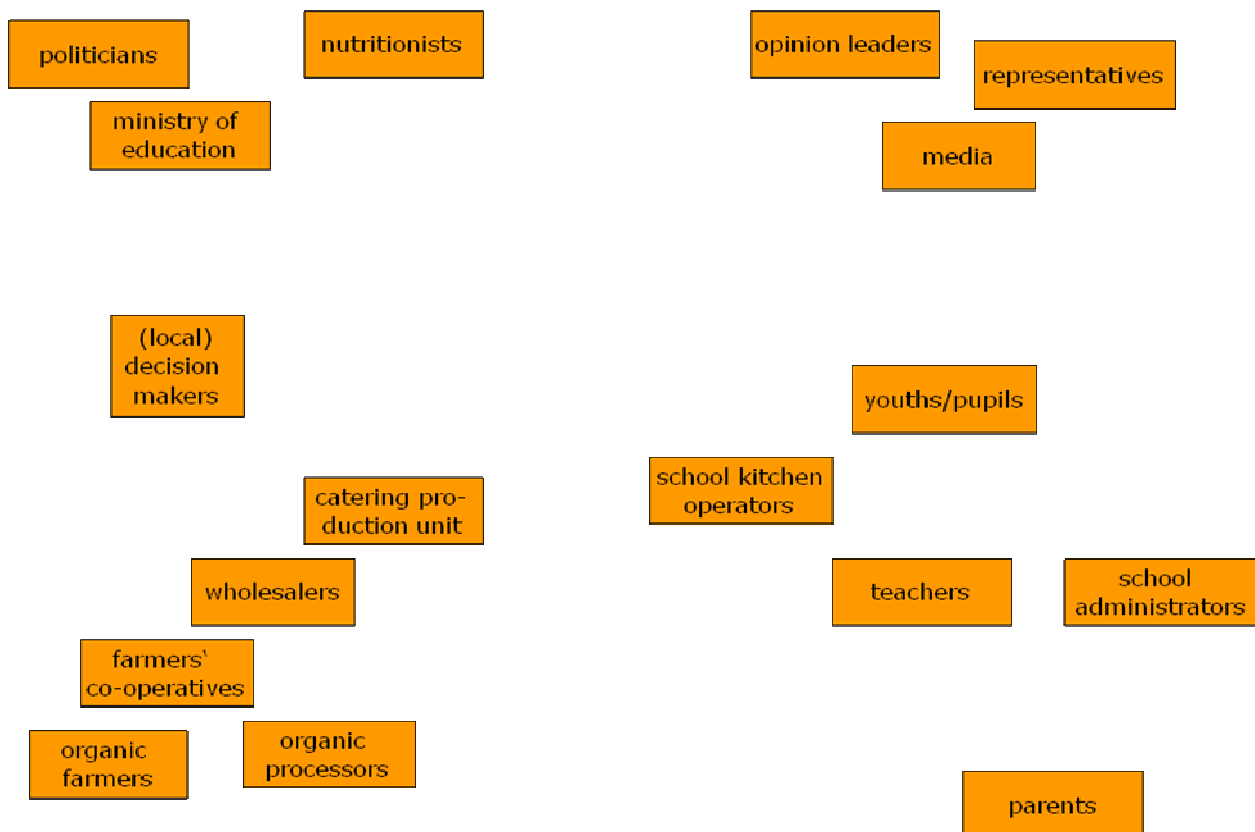 politicians
nutritionists
opinion leaders
representatives
ministry of
education
media
(local)
decision
makers
youths/pupils
school kitchen
operators
catering pro-
duction unit
wholesalers
teachers
school
administrators
farmers‘
co-operatives
organic
farmers
organic
processors
parents